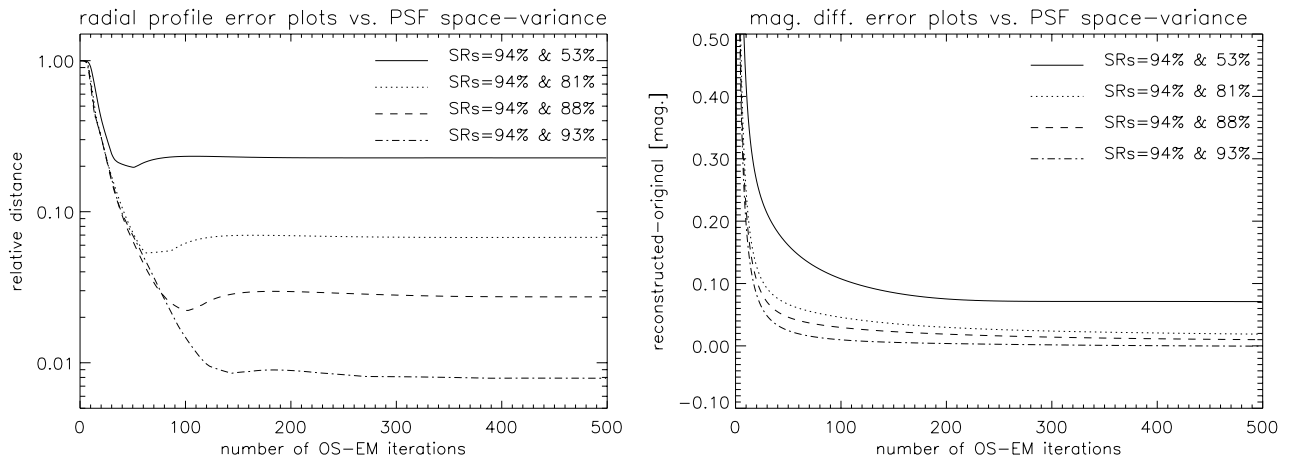 radial profile error plots vs. PSF space-variance
1.00
0.10
0.01
relative distance
SRs=94% & 53%
SRs=94% & 81%
SRs=94% & 88%
SRs=94% & 93%
0 100 200 300 400 500
number of OS-EM iterations
mag. diff. error plots vs. PSF space-variance
0.50
0.40
0.30
0.20
0.10
0.00
-0.10
reconstructed-original [mag.]
SRs=94% & 53%
SRs=94% & 81%
SRs=94% & 88%
SRs=94% & 93%
0 100 200 300 400 500
number of OS-EM iterations